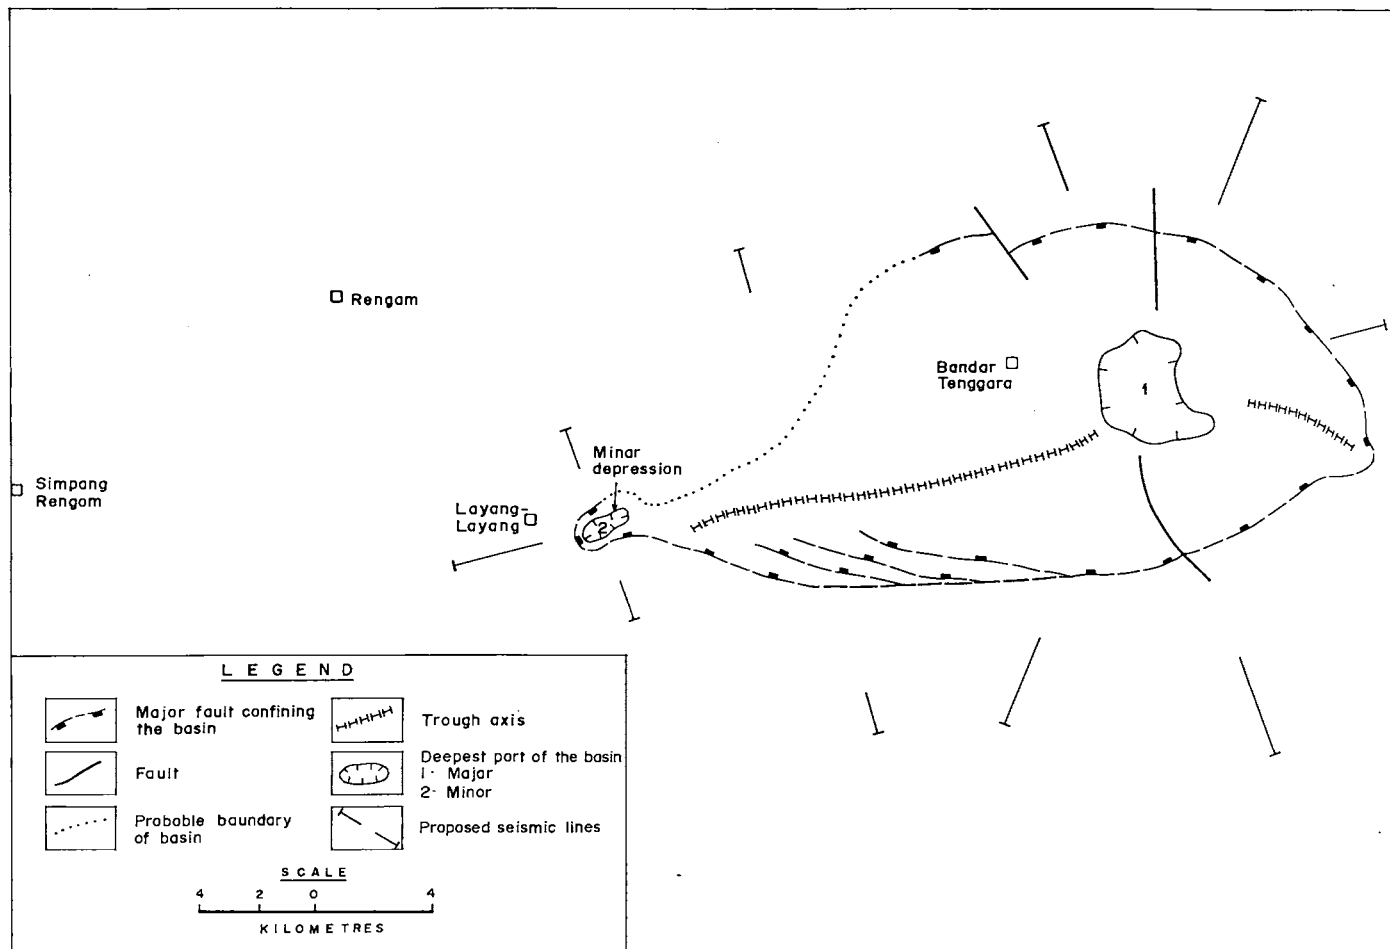 Rengam
Bandar
Tenggara
1
Minar
depression
Simpang
Rengam
Layang-
Layang
2
LEGEND
Major fault confining
the basin
Trough axis
Fault
Deepest part of the basin
1- Majar
2- Minor
Probable baundary
of basin
Proposed seismic lines
SCALE
4 2 0 4
KILOMETRES